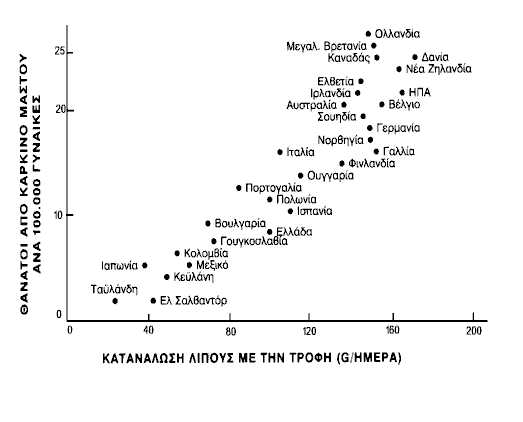 ΘΑΝΑΤΟΙ ΑΠΟ ΚΑΡΚΙΝΟ ΜΑΣΤΟΥ
ΑΝΑ 100.000 ΓΥΝΑΙΚΕΣ
25
20
10
0
Ολλανδία
Μεγαλ. Βρετανία
Καναδάς
Δανία
Νέα Ζηλανδία
Ελβετία
Ιρλανδία
ΗΠΑ
Αυστραλία
Βέλγιο
Σουηδία
Γερμανία
Νορθηγία
Ιταλία
Γαλλία
Φινλανδία
Ουγγαρία
Πορτογαλία
Πολωνία
Ισπανία
Βουλγαρία
Ελλάδα
Γουγκοσλαβία
Κολομβία
Ιαπωνία
Μεξικό
Κεϋλάνη
Ταϋλάνδη
Ελ Σαλβαντόρ
0 40 80 120 160 200
ΚΑΤΑΝΑΛΩΣΗ ΛΙΠΟΥΣ ΜΕ ΤΗΝ ΤΡΟΦΗ (G/ΗΜΕΡΑ)